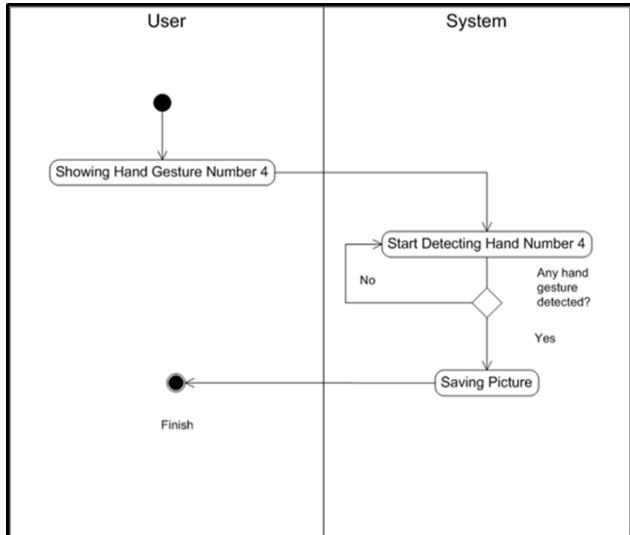 User
System
Showing Hand Gesture Number 4
Start Detecting Hand Number 4
Any hand
gesture
detected?
No
Yes
Saving Picture
Finish